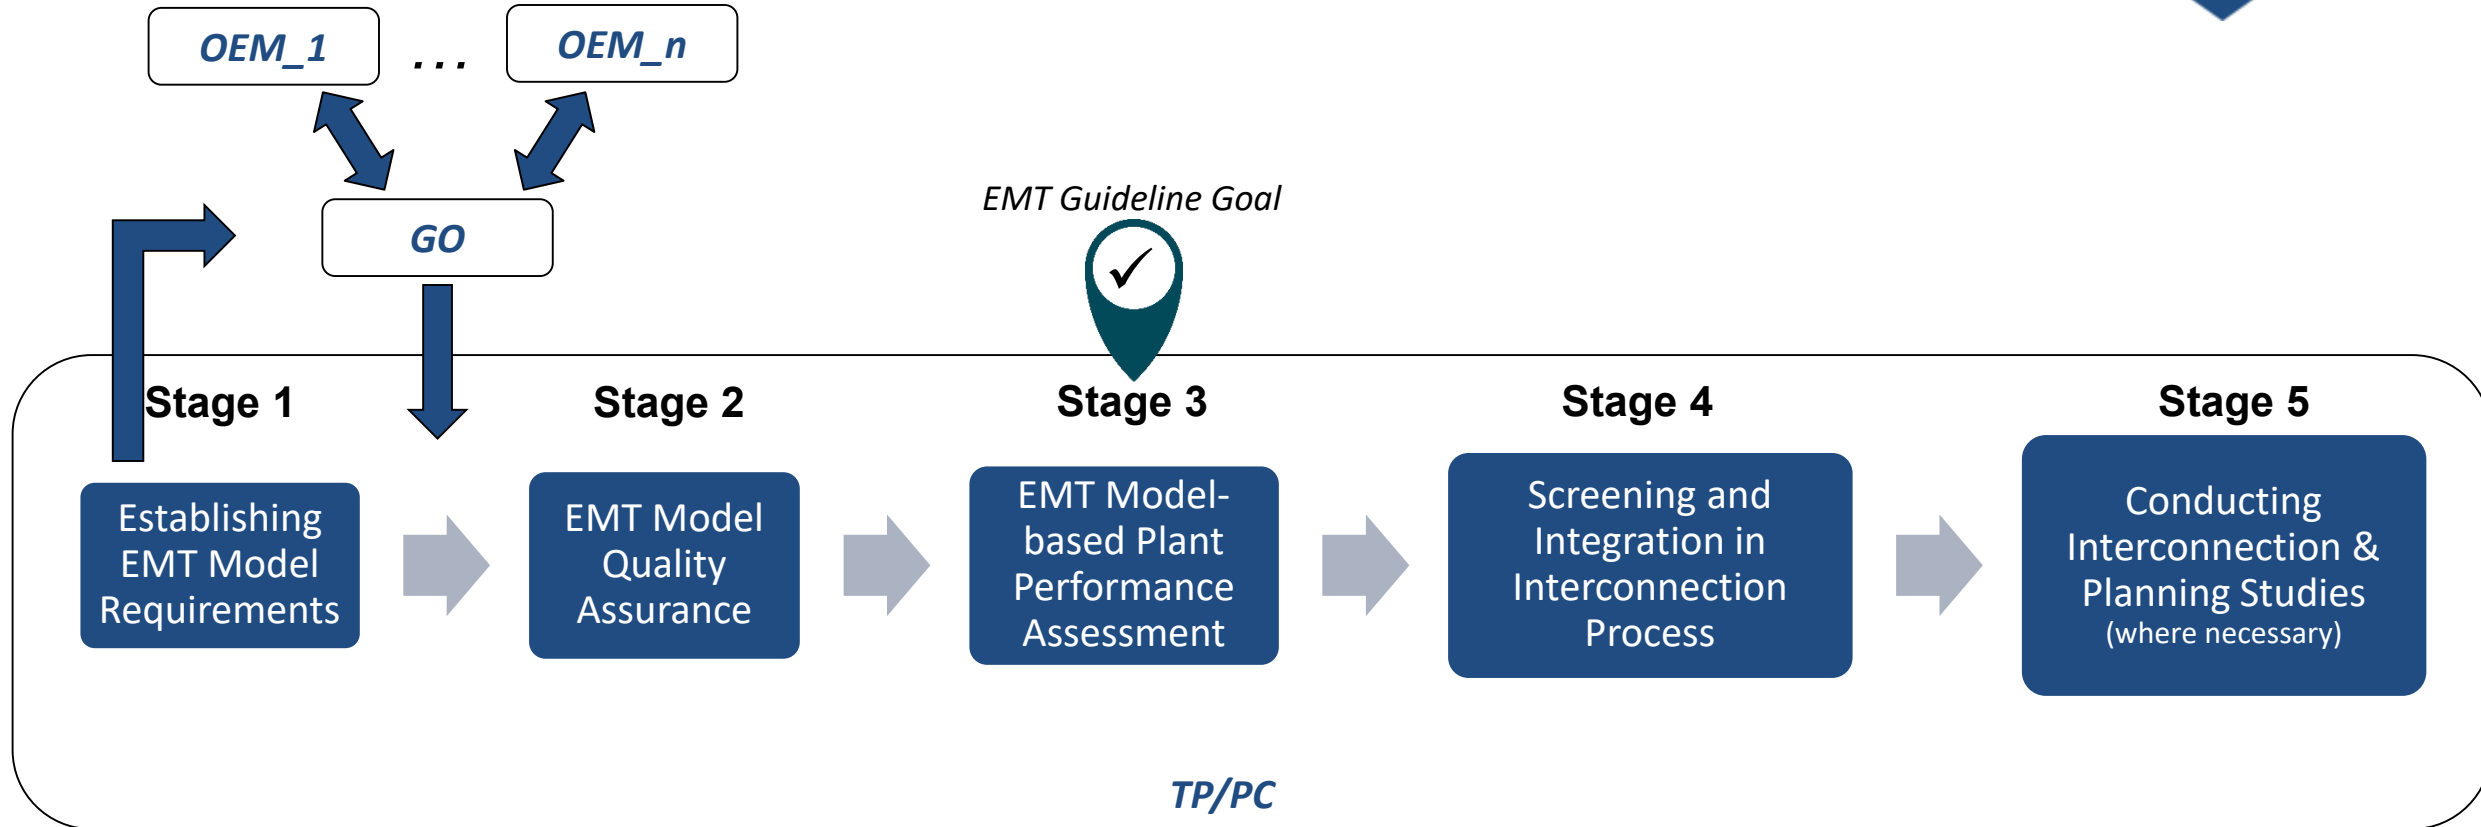 OEM_1 ... OEM_n
GO
EMT Guideline Goal
Stage 1
Stage 2
Stage 3
Stage 4
Stage 5
Establishing
EMT Model
Requirements
EMT Model
Quality
Assurance
EMT Model-
based Plant
Performance
Assessment
Screening and
Integration in
Interconnection
Process
Conducting
Interconnection &
Planning Studies
(where necessary)
TP/PC